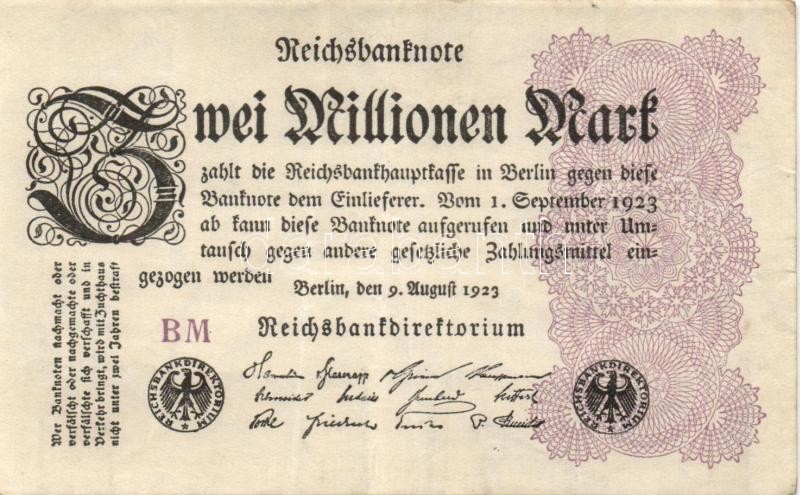 Reichsbanknote
Zwei Millionen Mark
zahlt die Reichsbankhauptkasse in Berlin gegen diese
Banknote dem Einlieferer. Vom 1. September 1923
ab kann diese Banknote aufgerufen und unter Um=
tausch gegen andere gesetzliche Zahlungsmittel ein=
gezogen werden
Berlin, den 9. August 1923
BM
Reichsbankdirektorium
Wer Banknoten nachmacht oder
verfälscht oder nachgemachte oder
verfälschte sich verschafft und in
Verkehr bringt, wird mit Zuchthaus
nicht unter zwei Jahren bestraft
REICHSBANKDIREKTORIUM
REICHSBANKDIREKTORIUM
darabanth